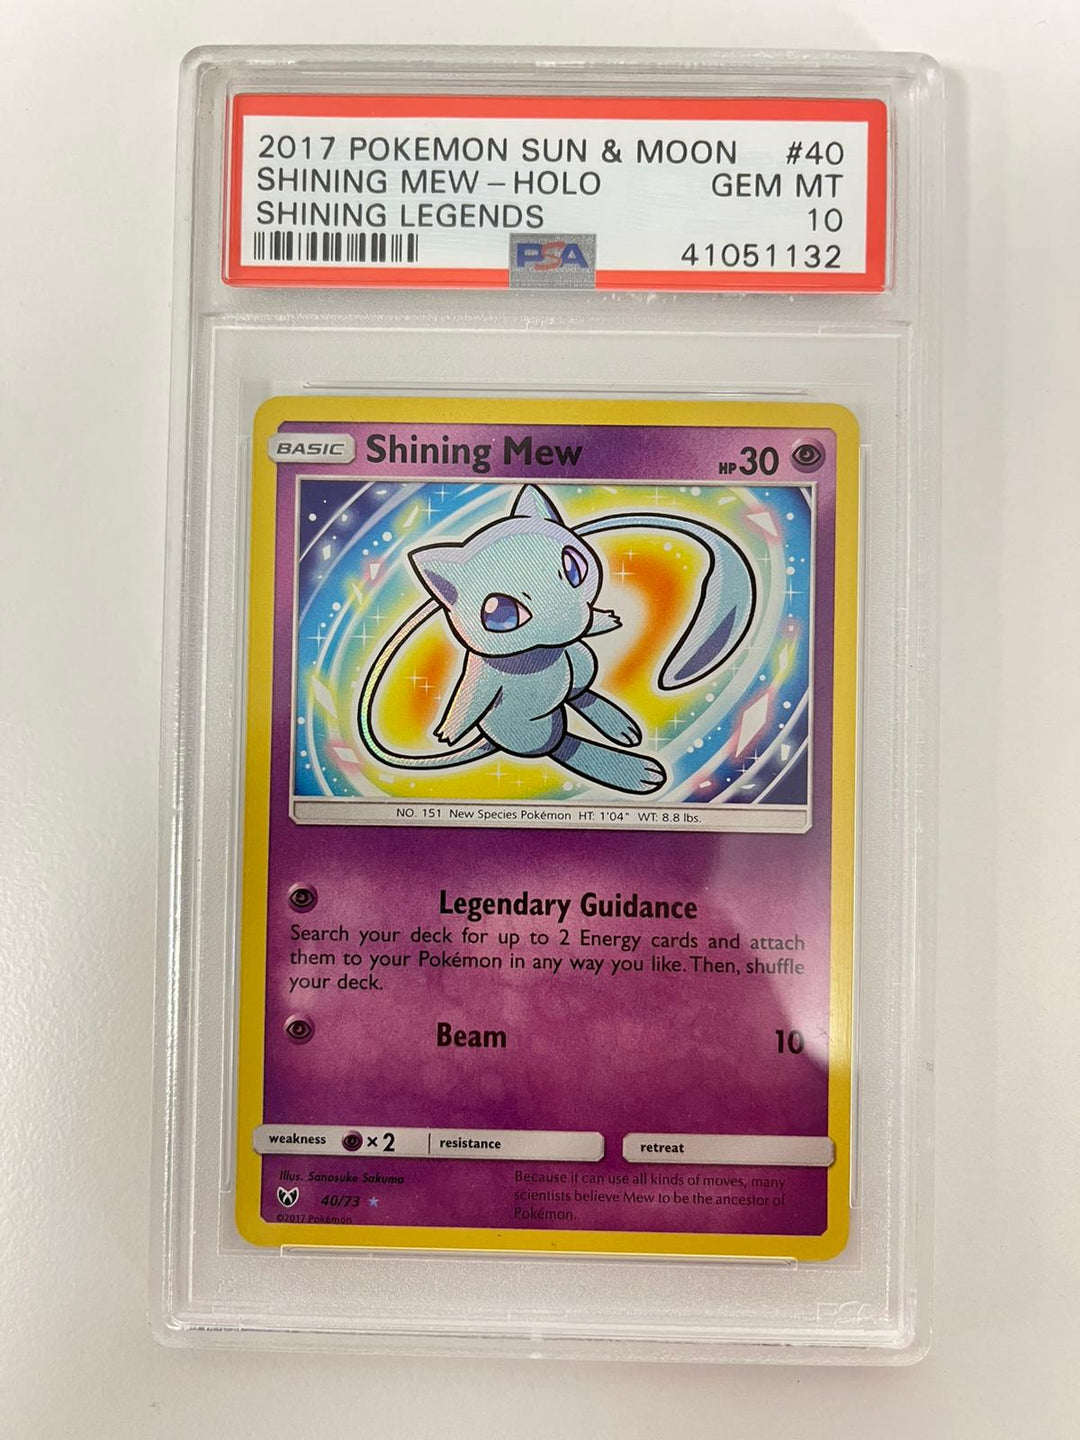 2017 POKEMON SUN & MOON #40
SHINING MEW – HOLO GEM MT
SHINING LEGENDS 10
PSA 41051132
BASIC Shining Mew HP 30
NO. 151 New Species Pokémon HT: 1'04" WT: 8.8 lbs.
Legendary Guidance
Search your deck for up to 2 Energy cards and attach
them to your Pokémon in any way you like. Then, shuffle
your deck.
Beam 10
weakness ×2 resistance retreat
Illus. Sanosuke Sakuma
40/73
©2017 Pokémon
Because it can use all kinds of moves, many
scientists believe Mew to be the ancestor of
Pokémon.
PSA